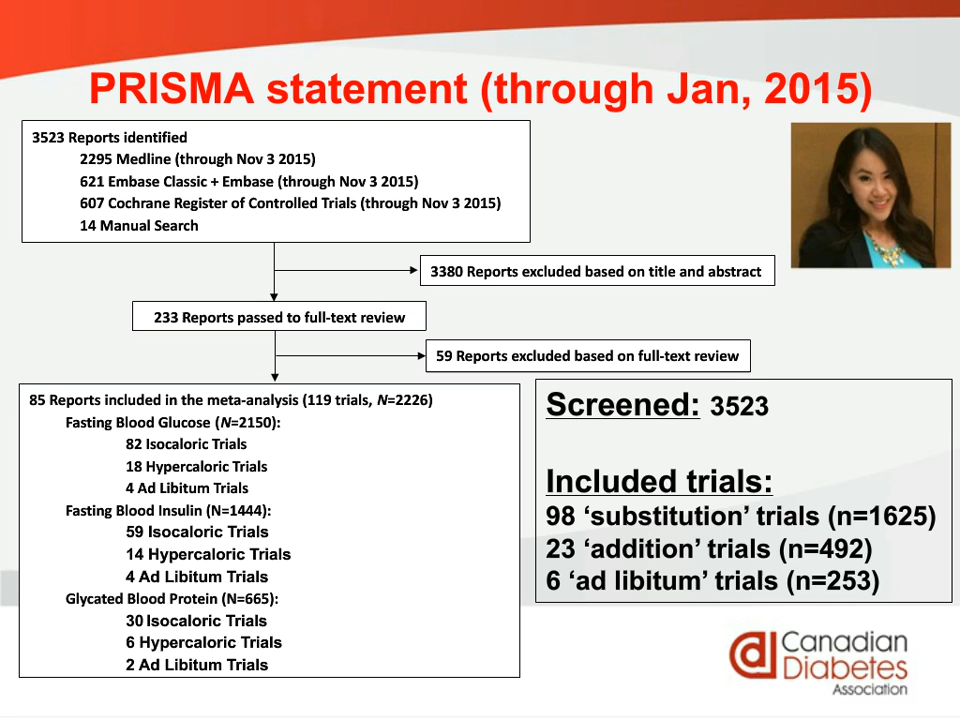 PRISMA statement (through Jan, 2015)
3523 Reports identified
2295 Medline (through Nov 3 2015)
621 Embase Classic + Embase (through Nov 3 2015)
607 Cochrane Register of Controlled Trials (through Nov 3 2015)
14 Manual Search
3380 Reports excluded based on title and abstract
233 Reports passed to full-text review
59 Reports excluded based on full-text review
85 Reports included in the meta-analysis (119 trials, N=2226)
Fasting Blood Glucose (N=2150):
82 Isocaloric Trials
18 Hypercaloric Trials
4 Ad Libitum Trials
Fasting Blood Insulin (N=1444):
59 Isocaloric Trials
14 Hypercaloric Trials
4 Ad Libitum Trials
Glycated Blood Protein (N=665):
30 Isocaloric Trials
6 Hypercaloric Trials
2 Ad Libitum Trials
Screened: 3523
Included trials:
98 ‘substitution’ trials (n=1625)
23 ‘addition’ trials (n=492)
6 ‘ad libitum’ trials (n=253)
Canadian
Diabetes
Association